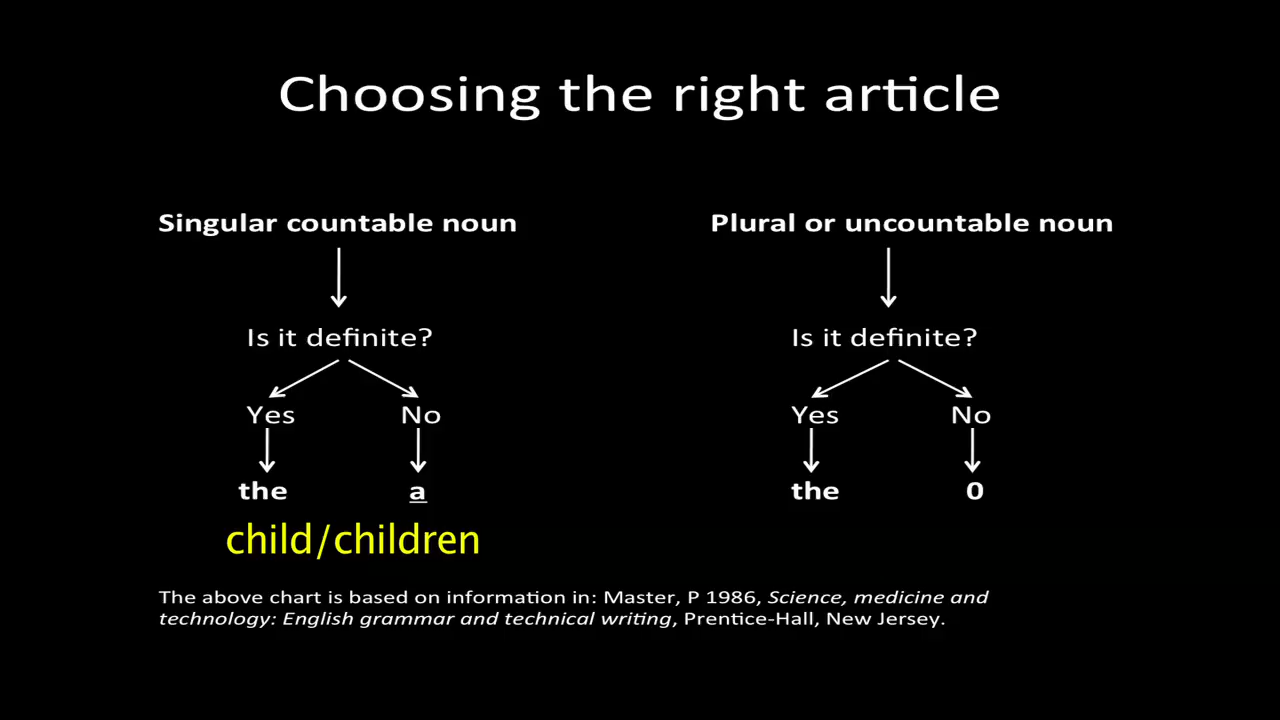 Choosing the right article
Singular countable noun
Plural or uncountable noun
Is it definite?
Is it definite?
Yes
No
Yes
No
the
a
the
0
child/children
The above chart is based on information in: Master, P 1986, Science, medicine and
technology: English grammar and technical writing, Prentice-Hall, New Jersey.